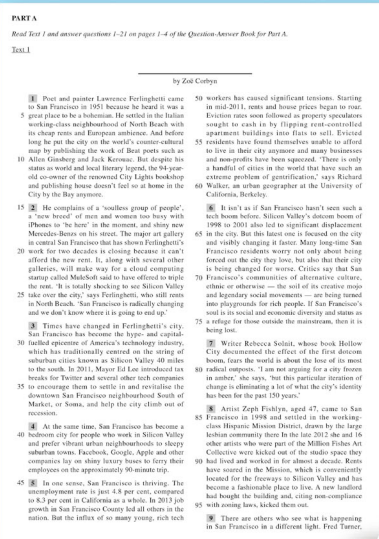 PART A
Read Text 1 and answer questions 1–21 on pages 1–4 of the Question-Answer Book for Part A.
Text 1
by Zoë Corbyn
1 Poet and painter Lawrence Ferlinghetti came
to San Francisco in 1951 because he heard it was a
5 great place to be a bohemian. He settled in the Italian
working-class neighbourhood of North Beach with
its cheap rents and European ambience. And before
long he put the city on the world's counter-cultural
map by publishing the work of Beat poets such as
10 Allen Ginsberg and Jack Kerouac. But despite his
status as world and local literary legend, the 94-year-
old co-owner of the renowned City Lights bookshop
and publishing house doesn't feel so at home in the
City by the Bay anymore.
15 2 He complains of a 'soulless group of people',
a 'new breed' of men and women too busy with
iPhones to 'be here' in the moment, and shiny new
Mercedes-Benzs on his street. The major art gallery
in central San Francisco that has shown Ferlinghetti's
20 work for two decades is closing because it can't
afford the new rent. It, along with several other
galleries, will make way for a cloud computing
startup called MuleSoft said to have offered to triple
the rent. 'It is totally shocking to see Silicon Valley
25 take over the city,' says Ferlinghetti, who still rents
in North Beach. 'San Francisco is radically changing
and we don't know where it is going to end up.'
3 Times have changed in Ferlinghetti's city.
San Francisco has become the hype- and capital-
30 fuelled epicentre of America's technology industry,
which has traditionally centred on the string of
suburban cities known as Silicon Valley 40 miles
to the south. In 2011, Mayor Ed Lee introduced tax
breaks for Twitter and several other tech companies
35 to encourage them to settle in and revitalise the
downtown San Francisco neighbourhood South of
Market, or Soma, and help the city climb out of
recession.
4 At the same time, San Francisco has become a
40 bedroom city for people who work in Silicon Valley
and prefer vibrant urban neighbourhoods to sleepy
suburban towns. Facebook, Google, Apple and other
companies lay on shiny luxury buses to ferry their
employees on the approximately 90-minute trip.
45 5 In one sense, San Francisco is thriving. The
unemployment rate is just 4.8 per cent, compared
to 8.3 per cent in California as a whole. In 2013 job
growth in San Francisco County led all others in the
nation. But the influx of so many young, rich tech
50 workers has caused significant tensions. Starting
in mid-2011, rents and house prices began to roar.
Eviction rates soon followed as property speculators
sought to cash in by flipping rent-controlled
apartment buildings into flats to sell. Evicted
55 residents have found themselves unable to afford
to live in their city anymore and many businesses
and non-profits have been squeezed. 'There is only
a handful of cities in the world that have such an
extreme problem of gentrification,' says Richard
60 Walker, an urban geographer at the University of
California, Berkeley.
6 It isn't as if San Francisco hasn't seen such a
tech boom before. Silicon Valley's dotcom boom of
1998 to 2001 also led to significant displacement
65 in the city. But that this latest one is focused on the city
and visibly changing it faster. Many long-time San
Francisco residents worry not only about being
forced out the city they love, but also that their city
is being changed for worse. Critics say that San
70 Francisco's communities of alternative culture,
ethnic or otherwise — the soil of its creative mojo
and legendary social movements — are being turned
into playgrounds for rich people. If San Francisco's
soul is its social and economic diversity and status as
75 a refuge for those outside the mainstream, then it is
being lost.
7 Writer Rebecca Solnit, whose book Hollow
City documented the effect of the first dotcom
boom, fears the world is about the lose of its most
80 radical outposts. 'I am not arguing for a city frozen
in amber,' she says, 'but this particular iteration of
change is eliminating a lot of what the city's identity
has been for the past 150 years.'
8 Artist Zeph Fishlyn, aged 47, came to San
85 Francisco in 1998 and settled in the working-
class Hispanic Mission District, drawn by the large
lesbian community there In the late 2012 she and 16
other artists who were part of the Million Fishes Art
Collective were kicked out of the studio space they
90 had lived and worked in for almost a decade. Rents
have soared in the Mission, which is conveniently
located for the freeways to Silicon Valley and has
become a fashionable place to live. A new landlord
had bought the building and, citing non-compliance
95 with zoning laws, kicked them out.
9 There are others who see what is happening
in San Francisco in a different light. Fred Turner,